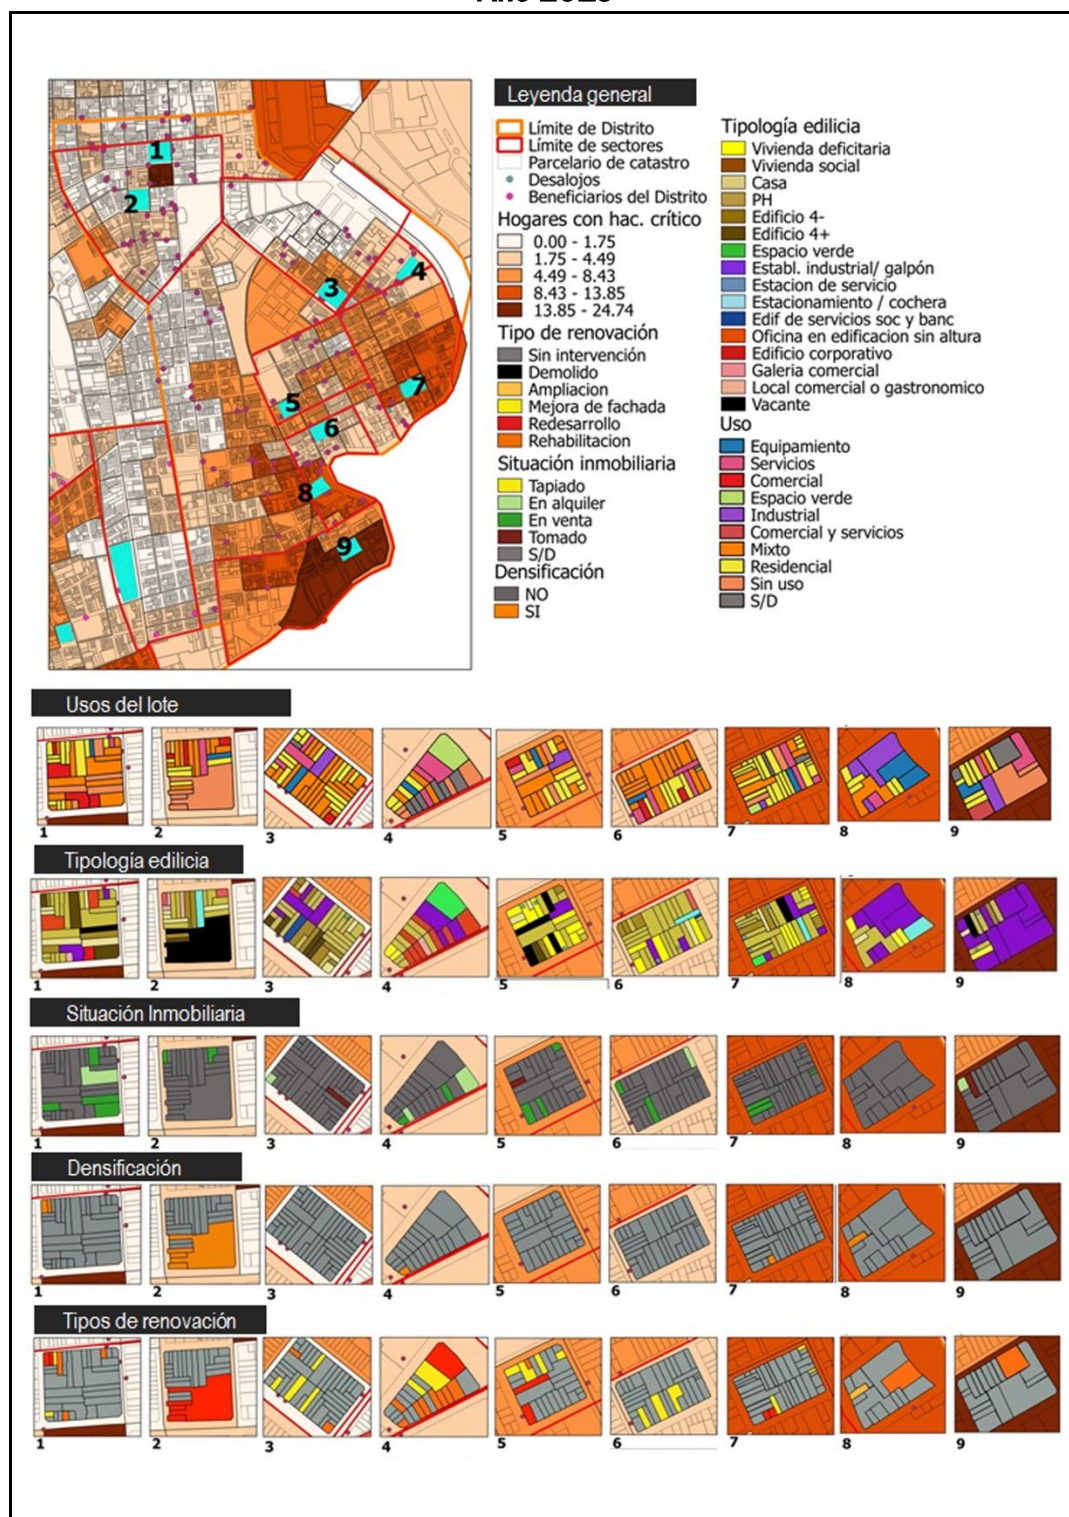 Año 2023
Leyenda general
Límite de Distrito
Límite de sectores
Parcelario de catastro
Desalojos
Beneficiarios del Distrito
Hogares con hac. crítico
0.00 - 1.75
1.75 - 4.49
4.49 - 8.43
8.43 - 13.85
13.85 - 24.74
Tipo de renovación
Sin intervención
Demolido
Ampliacion
Mejora de fachada
Redesarrollo
Rehabilitacion
Situación inmobiliaria
Tapiado
En alquiler
En venta
Tomado
S/D
Densificación
NO
SI
Tipología edilicia
Vivienda deficitaria
Vivienda social
Casa
PH
Edificio 4-
Edificio 4+
Espacio verde
Establ. industrial/ galpón
Estacion de servicio
Estacionamiento / cochera
Edif de servicios soc y banc
Oficina en edificacion sin altura
Edificio corporativo
Galeria comercial
Local comercial o gastronomico
Vacante
Uso
Equipamiento
Servicios
Comercial
Espacio verde
Industrial
Comercial y servicios
Mixto
Residencial
Sin uso
S/D
1
2
3
4
5
6
7
8
9
Usos del lote
1 2 3 4 5 6 7 8 9
Tipología edilicia
1 2 3 4 5 6 7 8 9
Situación Inmobiliaria
1 2 3 4 5 6 7 8 9
Densificación
1 2 3 4 5 6 7 8 9
Tipos de renovación
1 2 3 4 5 6 7 8 9